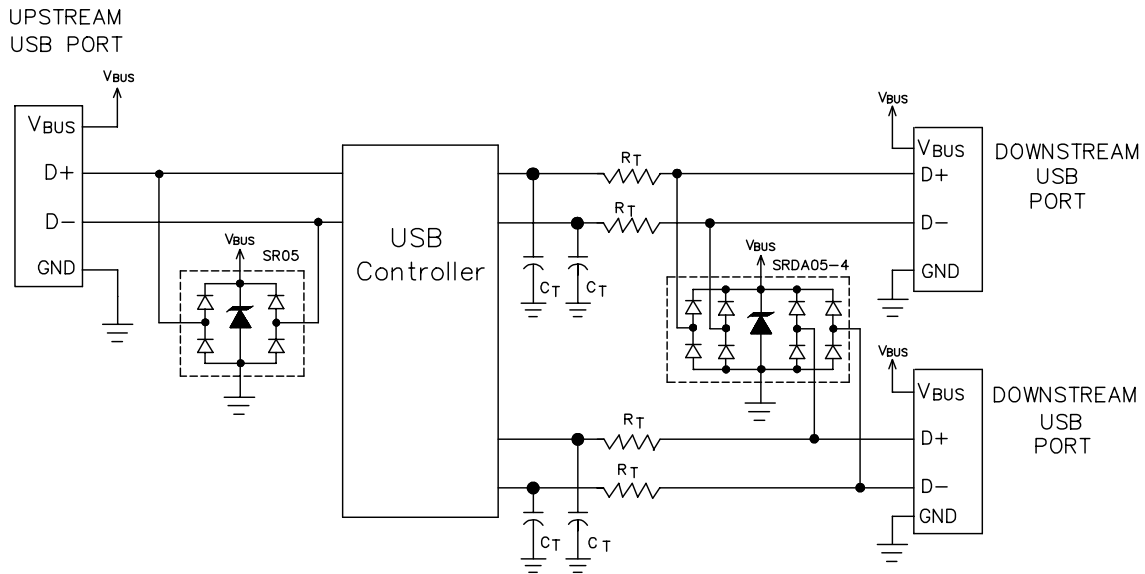 UPSTREAM
USB PORT
VBUS
VBUS
D+
D−
GND
VBUS
SR05
USB
Controller
RT
RT
CT
CT
VBUS
SRDA05-4
VBUS
VBUS
D+
D−
GND
DOWNSTREAM
USB
PORT
RT
RT
CT
CT
VBUS
VBUS
D+
D−
GND
DOWNSTREAM
USB
PORT